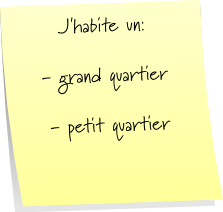 J'habite un:
- grand quartier
- petit quartier